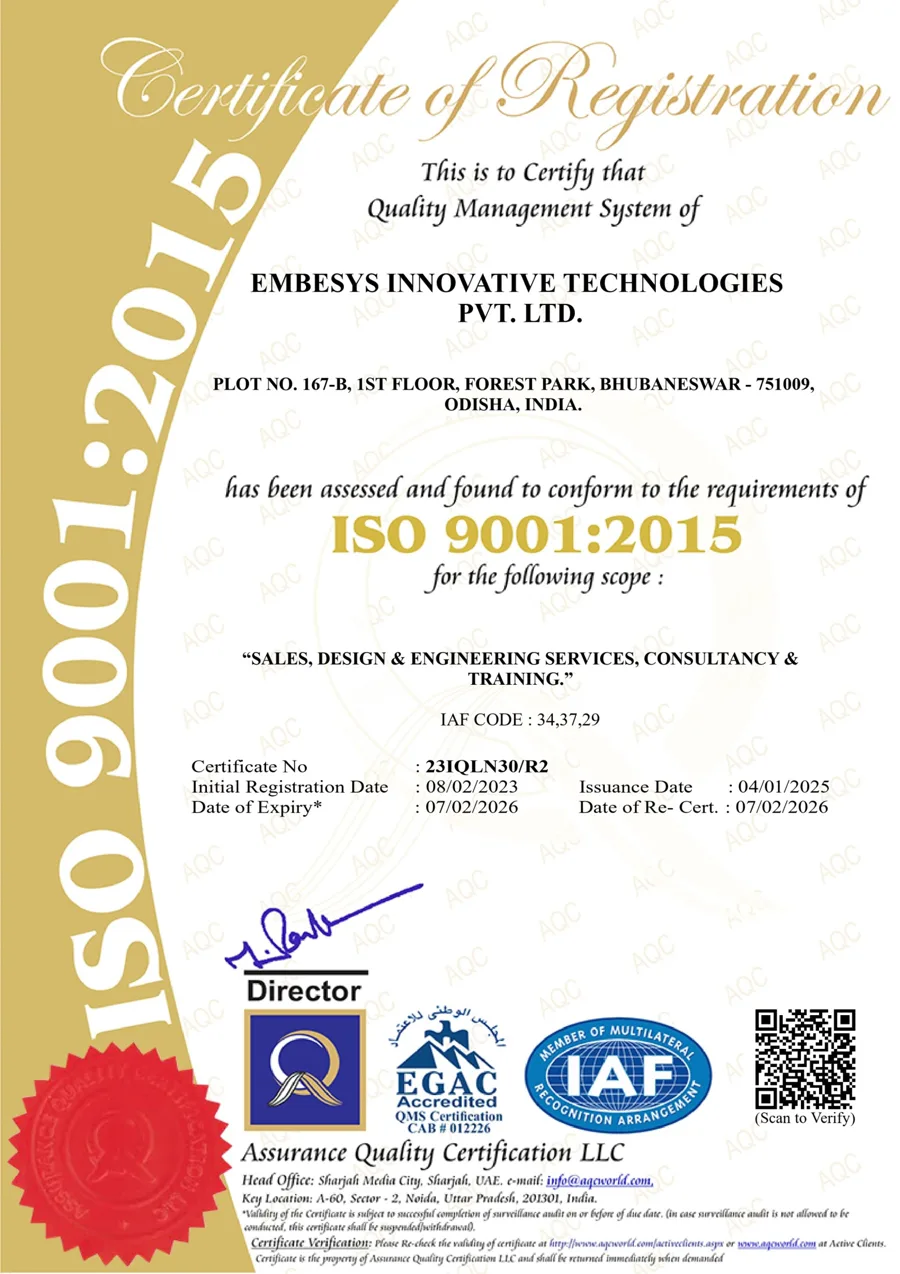 Certificate of Registration
ISO 9001:2015
This is to Certify that
Quality Management System of
EMBESYS INNOVATIVE TECHNOLOGIES
PVT. LTD.
PLOT NO. 167-B, 1ST FLOOR, FOREST PARK, BHUBANESWAR - 751009,
ODISHA, INDIA.
has been assessed and found to conform to the requirements of
ISO 9001:2015
for the following scope :
“SALES, DESIGN & ENGINEERING SERVICES, CONSULTANCY &
TRAINING.”
IAF CODE : 34,37,29
Certificate No : 23IQLN30/R2
Initial Registration Date : 08/02/2023 Issuance Date : 04/01/2025
Date of Expiry* : 07/02/2026 Date of Re- Cert. : 07/02/2026
Director
المجلس الوطني للاعتماد
EGAC
Accredited
QMS Certification
CAB # 012226
MEMBER OF MULTILATERAL
IAF
RECOGNITION ARRANGEMENT
(Scan to Verify)
ASSURANCE QUALITY CERTIFICATION LLC
Assurance Quality Certification LLC
Head Office: Sharjah Media City, Sharjah, UAE. e-mail: info@aqcworld.com,
Key Location: A-60, Sector - 2, Noida, Uttar Pradesh, 201301, India.
*Validity of the Certificate is subject to successful completion of surveillance audit on or before of due date. (in case surveillance audit is not allowed to be
conducted, this certificate shall be suspended/withdrawal).
Certificate Verification: Please Re-check the validity of certificate at http://www.aqcworld.com/activeclients.aspx or www.aqcworld.com at Active Clients.
Certificate is the property of Assurance Quality Certification LLC and shall be returned immediately when demanded